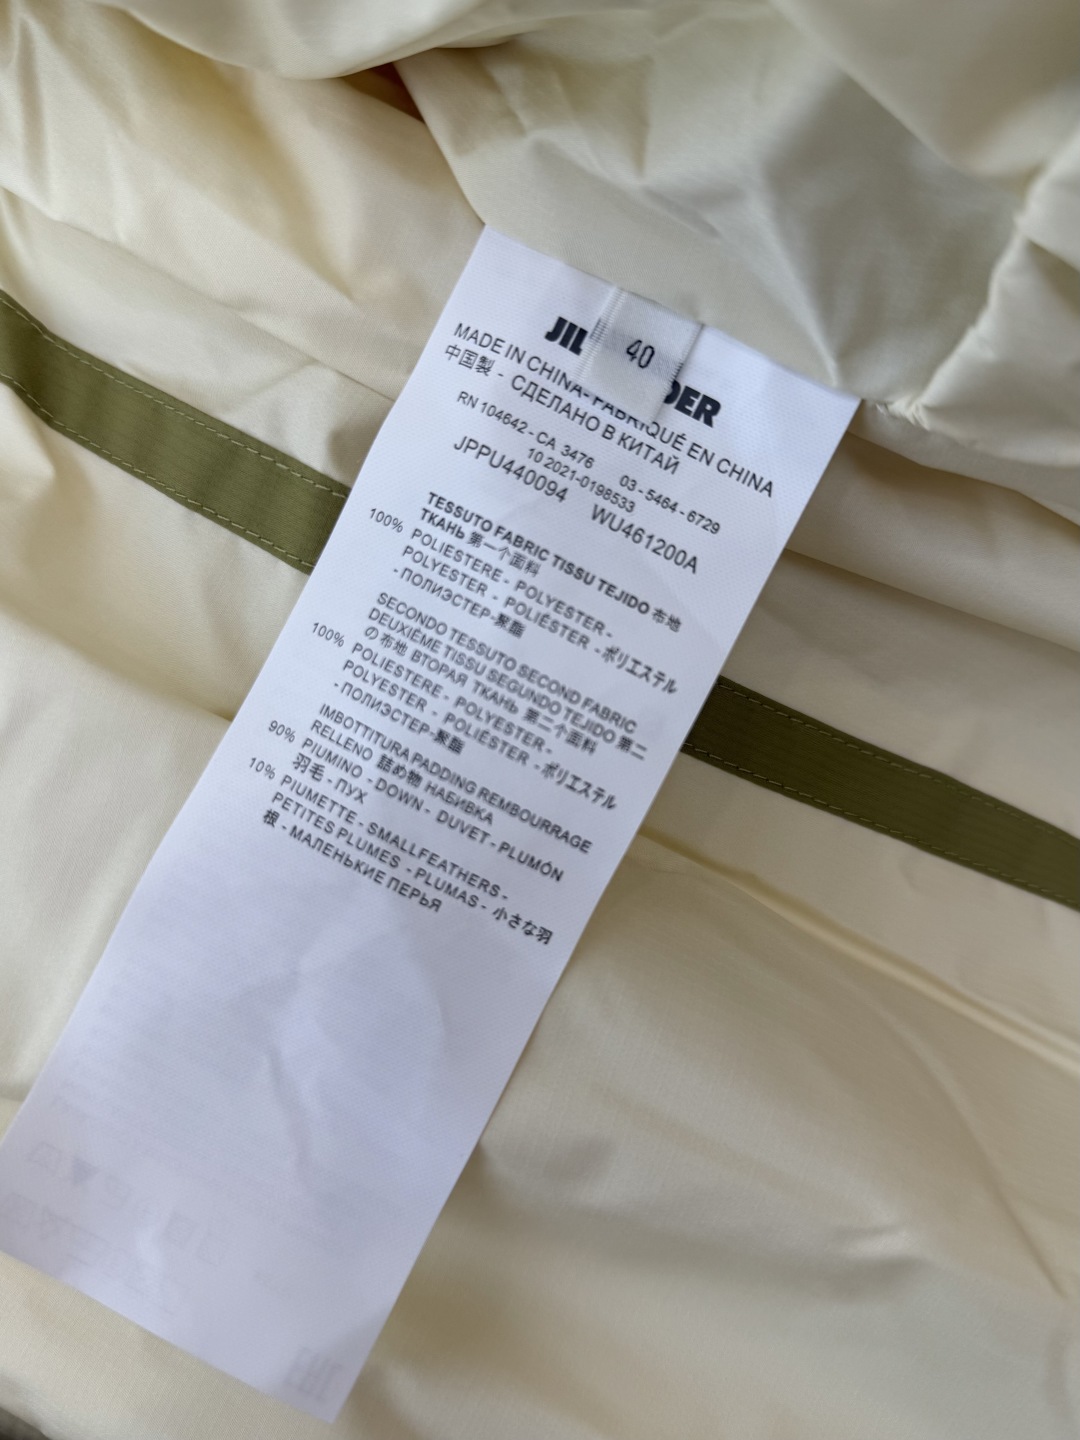 JIL
40
DER
MADE IN CHINA - FABRIQUÉ EN CHINA
中国製 - СДЕЛАНО В КИТАЙ
RN 104642 - CA 3476 03 - 5464 - 6729
10 2021-0198533
JPPU440094 WU461200A
TESSUTO FABRIC TISSU TEJIDO 布地
ТКАНЬ 第一个面料
100% POLIESTERE - POLYESTER -
POLYESTER - POLIÉSTER - ポリエステル
- ПОЛИЭСТЕР-聚酯
SECONDO TESSUTO SECOND FABRIC
DEUXIÈME TISSU SEGUNDO TEJIDO 第二
の布地 ВТОРАЯ ТКАНЬ 第二个面料
100% POLIESTERE - POLYESTER -
POLYESTER - POLIÉSTER - ポリエステル
- ПОЛИЭСТЕР-聚酯
IMBOTTITURA PADDING REMBOURRAGE
RELLENO 詰め物 НАБИВКА
90% PIUMINO - DOWN - DUVET - PLUMÓN
羽毛 - ПУХ
10% PIUMETTE - SMALLFEATHERS -
PETITES PLUMES - PLUMAS - 小さな羽
根 - МАЛЕНЬКИЕ ПЕРЬЯ